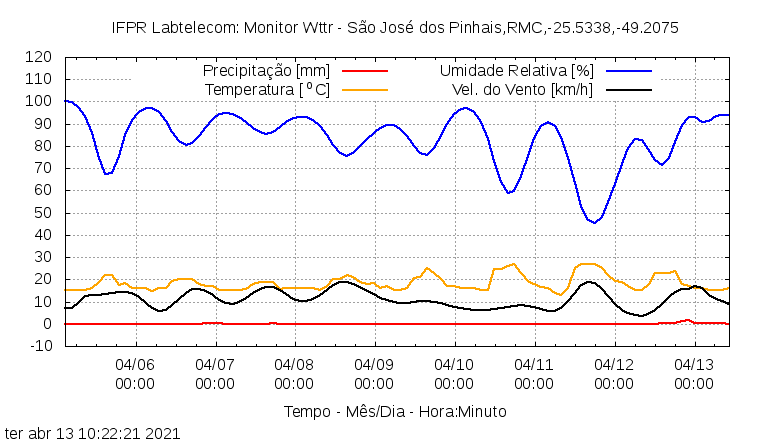 IFPR Labtelecom: Monitor Wttr - São José dos Pinhais,RMC,-25.5338,-49.2075
120
110
100
90
80
70
60
50
40
30
20
10
0
-10
Precipitação [mm]
Temperatura [ ⁰C]
Umidade Relativa [%]
Vel. do Vento [km/h]
04/06 04/07 04/08 04/09 04/10 04/11 04/12 04/13
00:00 00:00 00:00 00:00 00:00 00:00 00:00 00:00
Tempo - Mês/Dia - Hora:Minuto
ter abr 13 10:22:21 2021